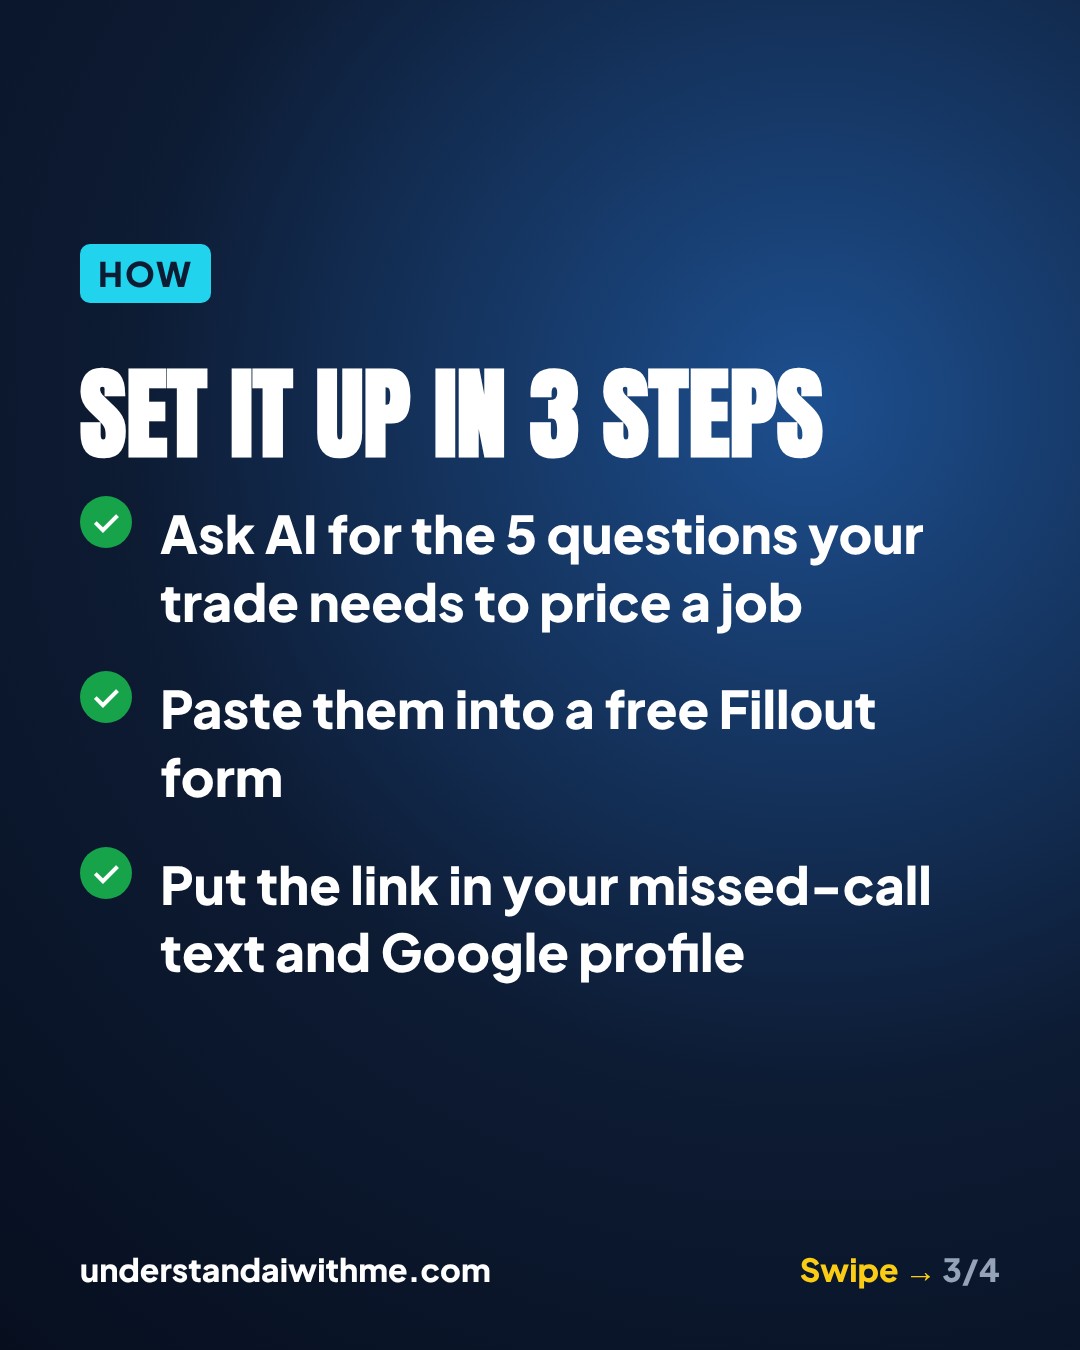 HOW
SET IT UP IN 3 STEPS
Ask AI for the 5 questions your
trade needs to price a job
Paste them into a free Fillout
form
Put the link in your missed-call
text and Google profile
understandaiwithme.com
Swipe → 3/4